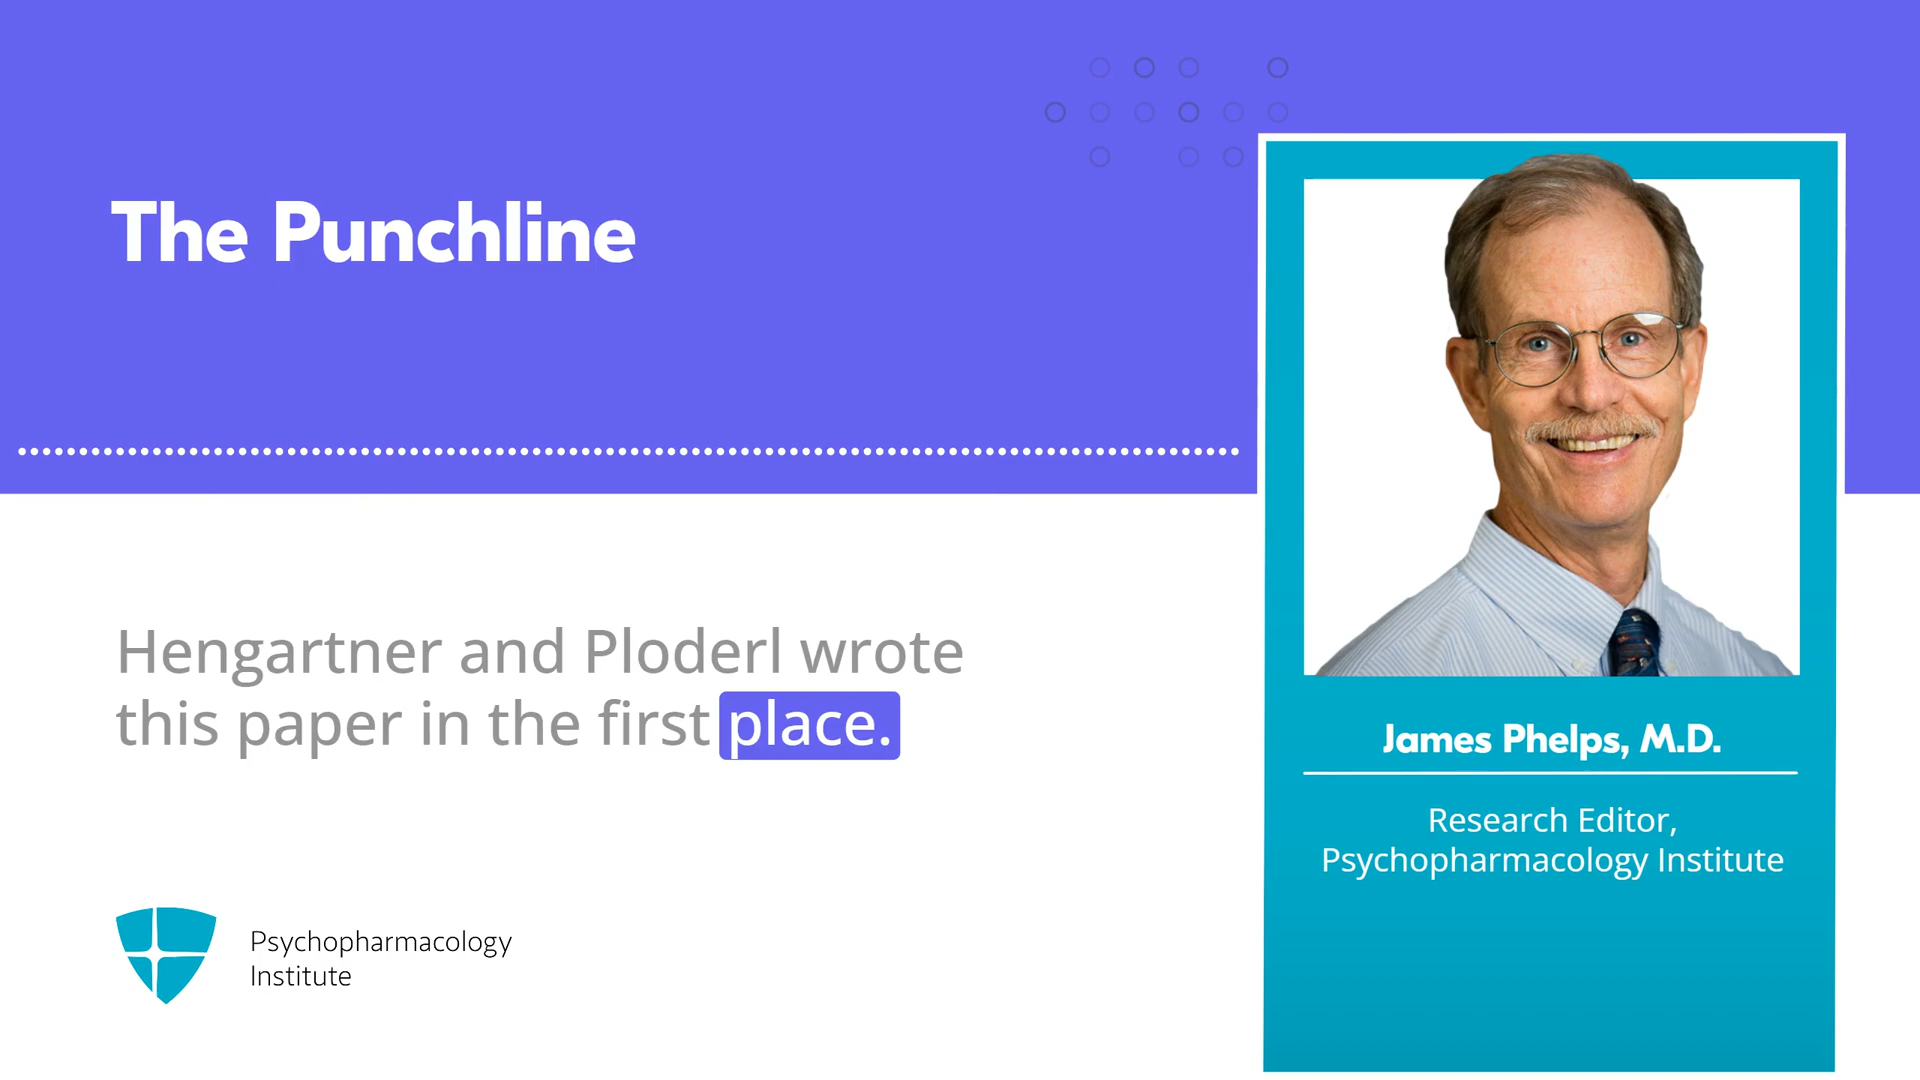 The Punchline
Hengartner and Ploderl wrote
this paper in the first place.
Psychopharmacology
Institute
James Phelps, M.D.
Research Editor,
Psychopharmacology Institute